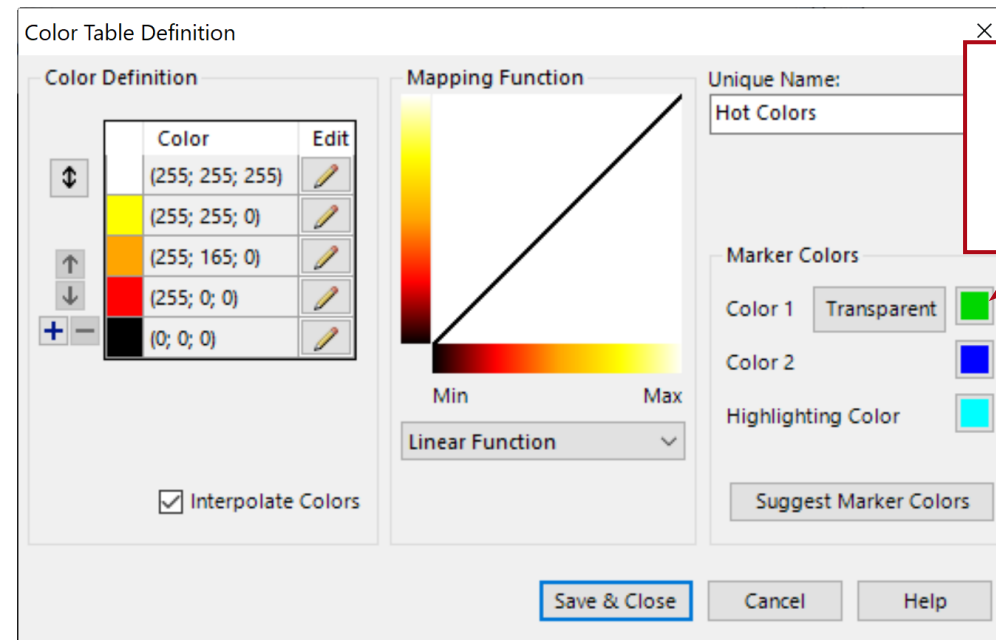 Color Table Definition
Color Definition
Color Edit
(255; 255; 255)
(255; 255; 0)
(255; 165; 0)
(255; 0; 0)
(0; 0; 0)
Interpolate Colors
Mapping Function
Min Max
Linear Function
Unique Name:
Hot Colors
Marker Colors
Color 1 Transparent
Color 2
Highlighting Color
Suggest Marker Colors
Save & Close Cancel Help